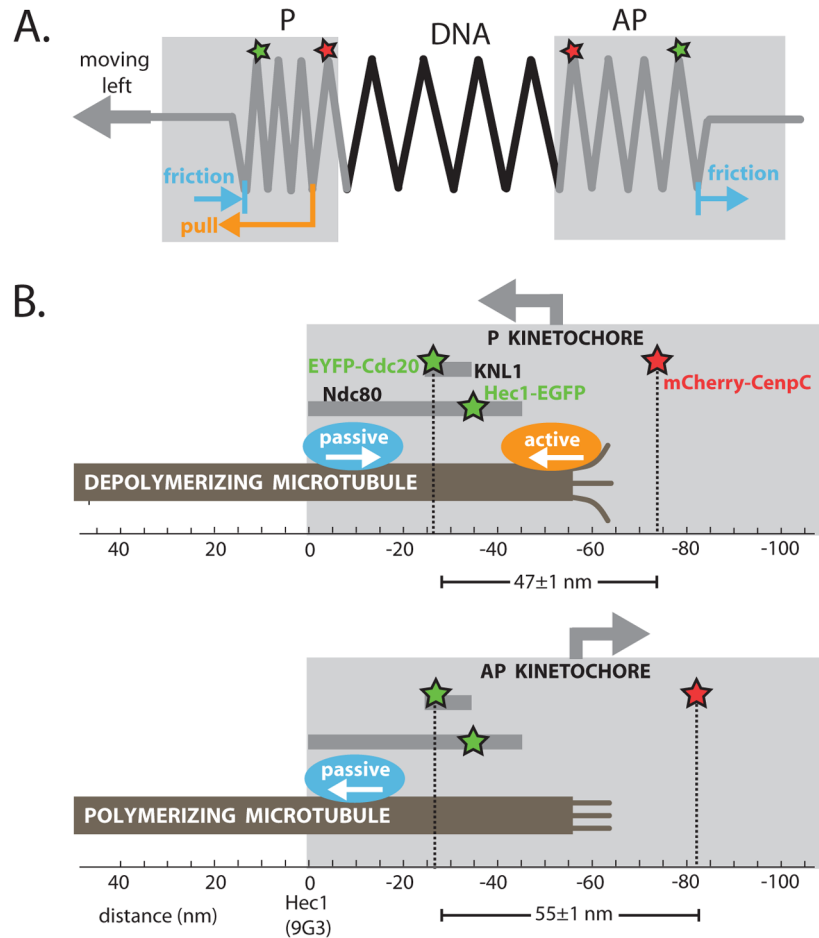 A.
P
DNA
AP
moving
left
friction
pull
friction
B.
P KINETOCHORE
EYFP-Cdc20
KNL1
mCherry-CenpC
Ndc80
Hec1-EGFP
passive
active
DEPOLYMERIZING MICROTUBULE
40 20 0 -20 -40 -60 -80 -100
47±1 nm
AP KINETOCHORE
passive
POLYMERIZING MICROTUBULE
40 20 0 -20 -40 -60 -80 -100
distance (nm)
Hec1
(9G3)
55±1 nm